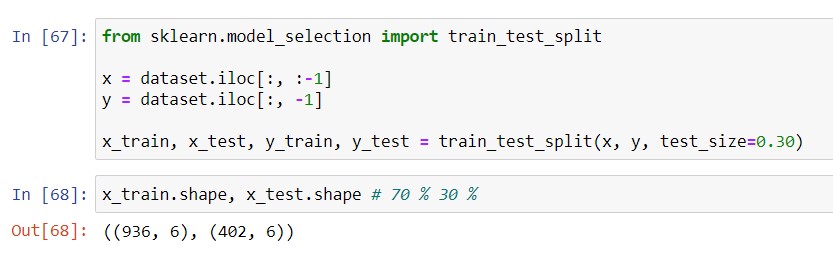 In [67]: from sklearn.model_selection import train_test_split
x = dataset.iloc[:, :-1]
y = dataset.iloc[:, -1]
x_train, x_test, y_train, y_test = train_test_split(x, y, test_size=0.30)
In [68]: x_train.shape, x_test.shape # 70 % 30 %
Out[68]: ((936, 6), (402, 6))